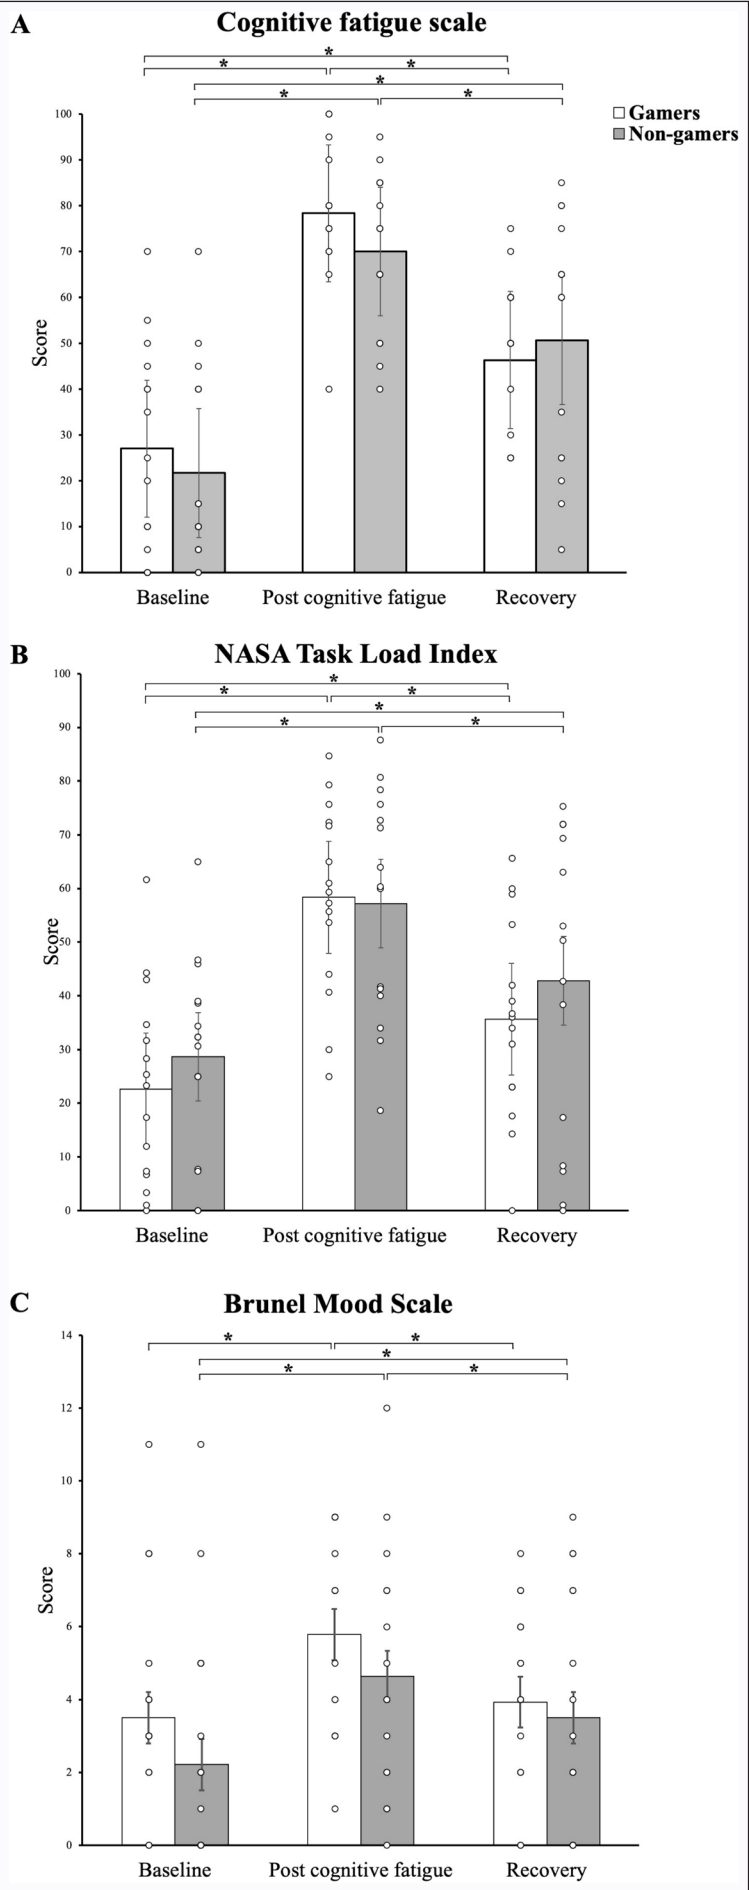 A
Cognitive fatigue scale
*
* *
*
* *
Gamers
Non-gamers
100
90
80
70
60
50
40
30
20
10
0
Score
Baseline Post cognitive fatigue Recovery
B
NASA Task Load Index
*
* *
*
* *
100
90
80
70
60
50
40
30
20
10
0
Score
Baseline Post cognitive fatigue Recovery
C
Brunel Mood Scale
* *
*
* *
14
12
10
8
6
4
2
0
Score
Baseline Post cognitive fatigue Recovery